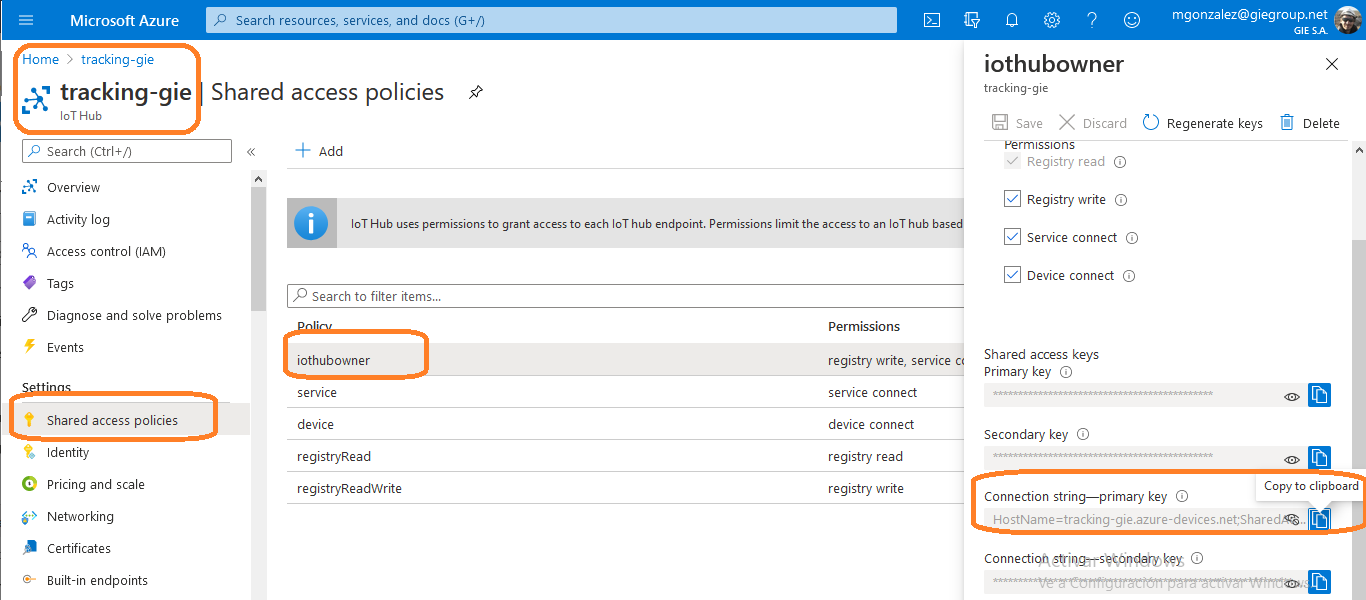 Microsoft Azure
Search resources, services, and docs (G+/)
mgonzalez@giegroup.net
GIE S.A.
Home > tracking-gie
tracking-gie | Shared access policies
IoT Hub
Search (Ctrl+/)
«
Overview
Activity log
Access control (IAM)
Tags
Diagnose and solve problems
Events
Settings
Shared access policies
Identity
Pricing and scale
Networking
Certificates
Built-in endpoints
+ Add
IoT Hub uses permissions to grant access to each IoT hub endpoint. Permissions limit the access to an IoT hub based
Search to filter items...
Policy Permissions
iothubowner registry write, service co
service service connect
device device connect
registryRead registry read
registryReadWrite registry write
iothubowner
tracking-gie
Save Discard Regenerate keys Delete
Permissions
Registry read
Registry write
Service connect
Device connect
Shared access keys
Primary key
Secondary key
Copy to clipboard
Connection string—primary key
HostName=tracking-gie.azure-devices.net;SharedA
Connection string—secondary key
Activar Windows
Ve a Configuración para activar Windows